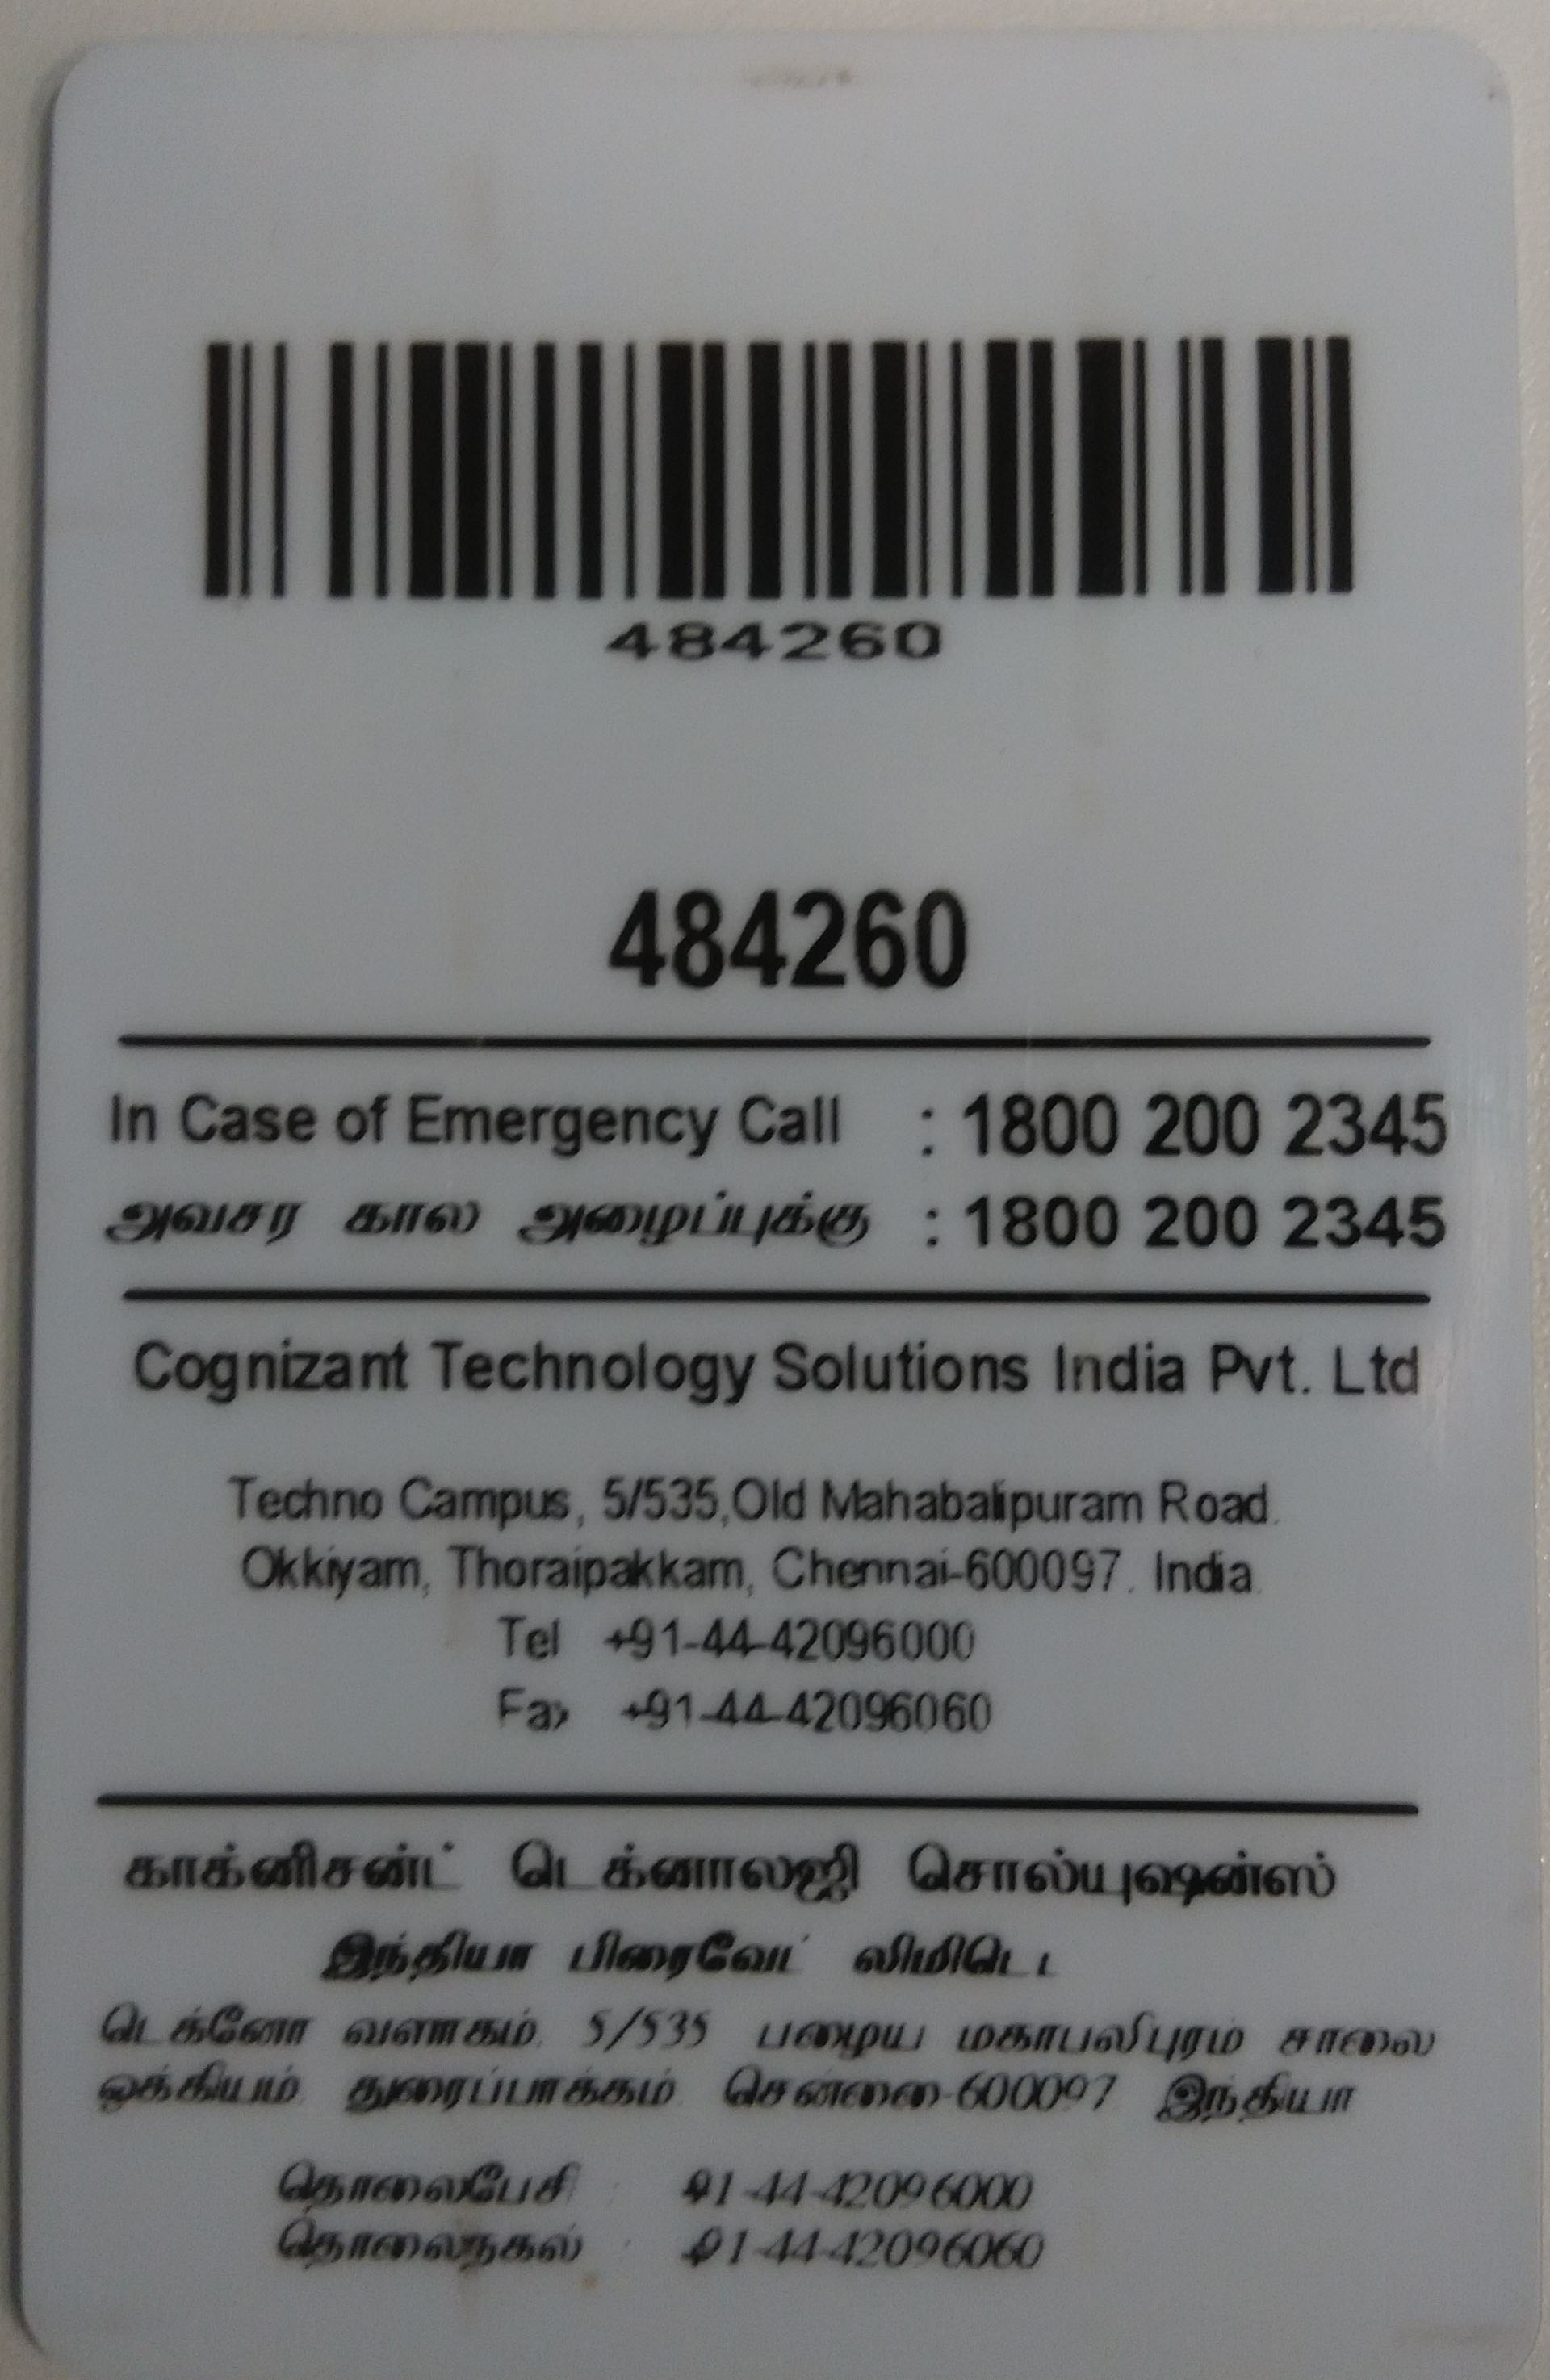 484260
484260
In Case of Emergency Call : 1800 200 2345
அவசர கால அழைப்புக்கு : 1800 200 2345
Cognizant Technology Solutions India Pvt. Ltd
Techno Campus, 5/535,Old Mahabalipuram Road.
Okkiyam, Thoraipakkam, Chennai-600097. India.
Tel +91-44-42096000
Fax +91-44-42096060
காக்னிசன்ட் டெக்னாலஜி சொல்யுஷன்ஸ்
இந்தியா பிரைவேட் லிமிடெட்
டெக்னோ வளாகம். 5/535 பழைய மகாபலிபுரம் சாலை
ஒக்கியம். துரைப்பாக்கம். சென்னை-600097 இந்தியா
தொலைபேசி : +91-44-42096000
தொலைநகல் : +91-44-42096060